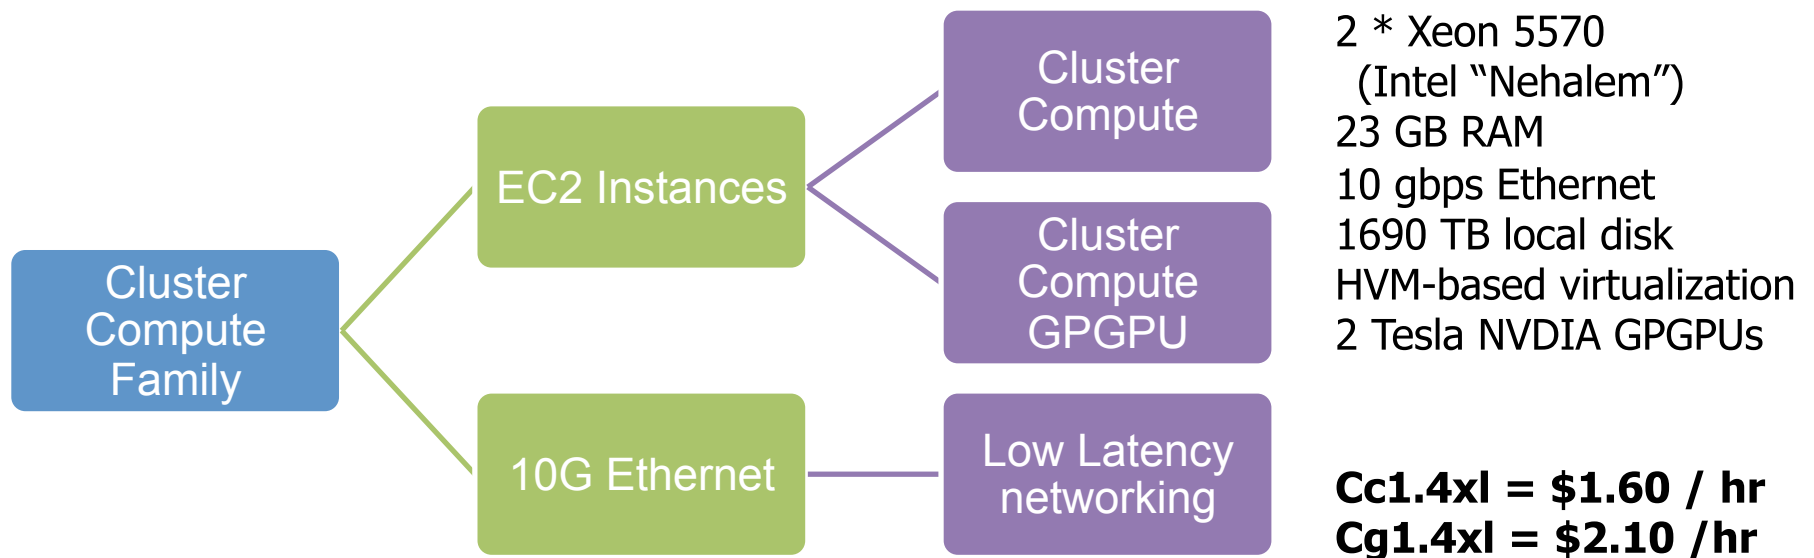 Cluster
Compute
Family
EC2 Instances
10G Ethernet
Cluster
Compute
Cluster
Compute
GPGPU
Low Latency
networking
2 * Xeon 5570
(Intel “Nehalem”)
23 GB RAM
10 gbps Ethernet
1690 TB local disk
HVM-based virtualization
2 Tesla NVDIA GPGPUs
Cc1.4xl = $1.60 / hr
Cg1.4xl = $2.10 /hr